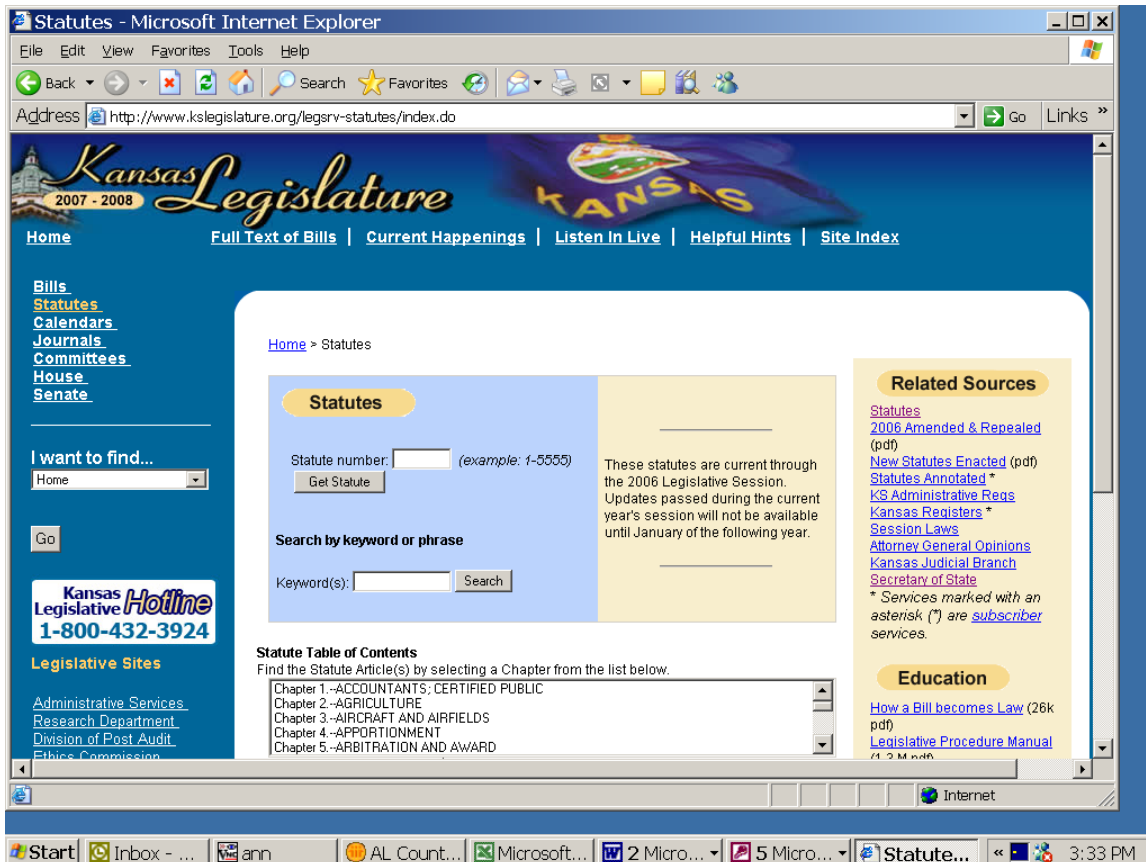 Statutes - Microsoft Internet Explorer
File Edit View Favorites Tools Help
Back Search Favorites
Address http://www.kslegislature.org/legsrv-statutes/index.do Go Links »
Kansas Legislature
2007 - 2008
KANSAS
Home Full Text of Bills | Current Happenings | Listen In Live | Helpful Hints | Site Index
Bills
Statutes
Calendars
Journals
Committees
House
Senate
I want to find...
Home
Go
Kansas
Legislative Hotline
1-800-432-3924
Legislative Sites
Administrative Services
Research Department
Division of Post Audit
Ethics Commission
Home > Statutes
Statutes
Statute number: (example: 1-5555)
Get Statute
Search by keyword or phrase
Keyword(s): Search
These statutes are current through
the 2006 Legislative Session.
Updates passed during the current
year's session will not be available
until January of the following year.
Statute Table of Contents
Find the Statute Article(s) by selecting a Chapter from the list below.
Chapter 1.--ACCOUNTANTS; CERTIFIED PUBLIC
Chapter 2.--AGRICULTURE
Chapter 3.--AIRCRAFT AND AIRFIELDS
Chapter 4.--APPORTIONMENT
Chapter 5.--ARBITRATION AND AWARD
Related Sources
Statutes
2006 Amended & Repealed
(pdf)
New Statutes Enacted (pdf)
Statutes Annotated *
KS Administrative Regs
Kansas Registers *
Session Laws
Attorney General Opinions
Kansas Judicial Branch
Secretary of State
* Services marked with an
asterisk (*) are subscriber
services.
Education
How a Bill becomes Law (26k
pdf)
Legislative Procedure Manual
(1.3 M pdf)
Internet
Start Inbox - ... ann AL Count... Microsoft... 2 Micro... 5 Micro... Statute... « 3:33 PM